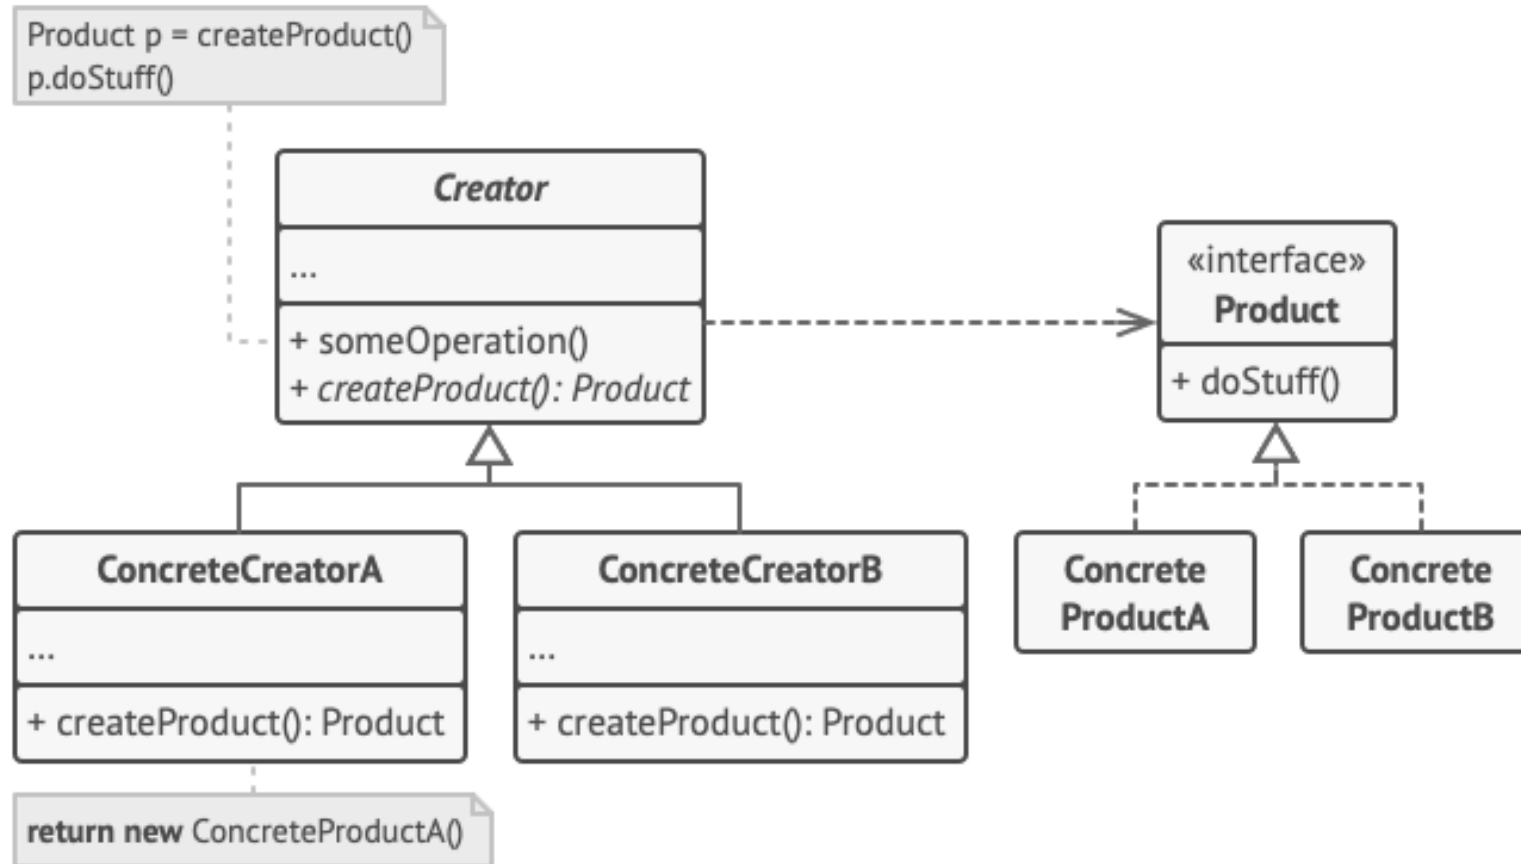 Product p = createProduct()
p.doStuff()
Creator
...
+ someOperation()
+ createProduct(): Product
«interface»
Product
+ doStuff()
ConcreteCreatorA
...
+ createProduct(): Product
ConcreteCreatorB
...
+ createProduct(): Product
Concrete
ProductA
Concrete
ProductB
return new ConcreteProductA()